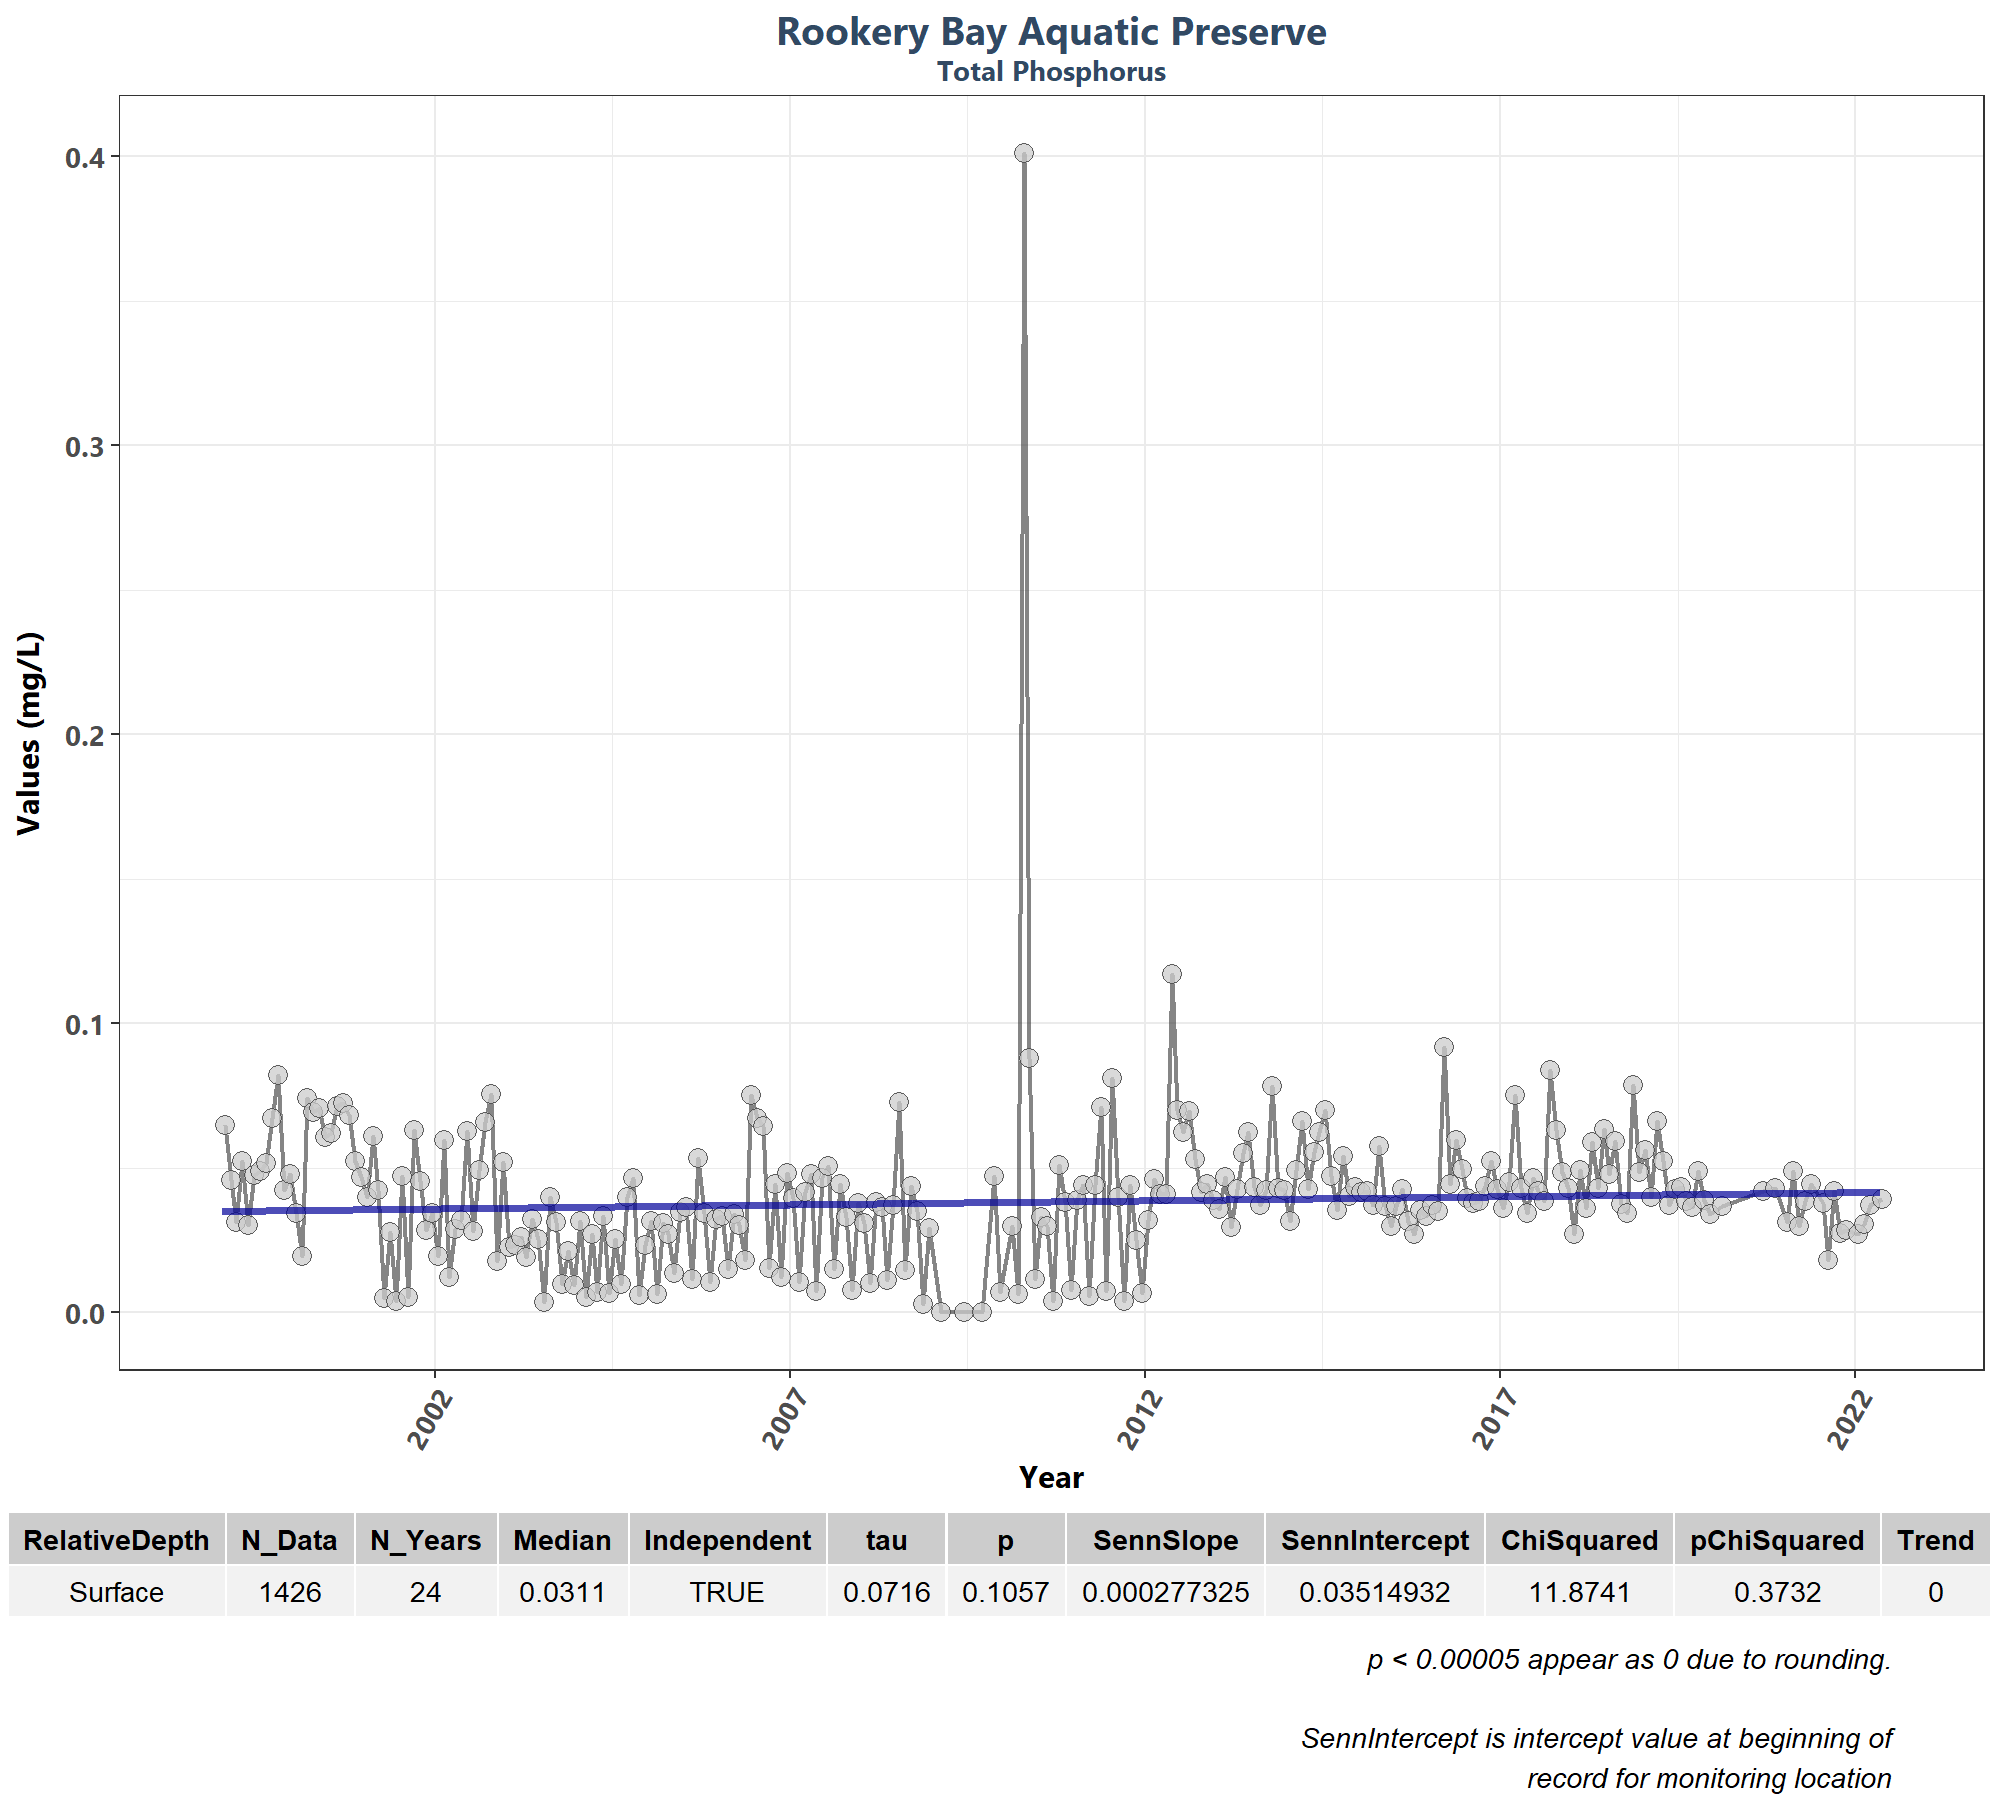 Rookery Bay Aquatic Preserve
Total Phosphorus
Values (mg/L)
0.4
0.3
0.2
0.1
0.0
2002 2007 2012 2017 2022
Year
RelativeDepth N_Data N_Years Median Independent tau p SennSlope SennIntercept ChiSquared pChiSquared Trend
Surface 1426 24 0.0311 TRUE 0.0716 0.1057 0.000277325 0.03514932 11.8741 0.3732 0
p < 0.00005 appear as 0 due to rounding.
SennIntercept is intercept value at beginning of
record for monitoring location